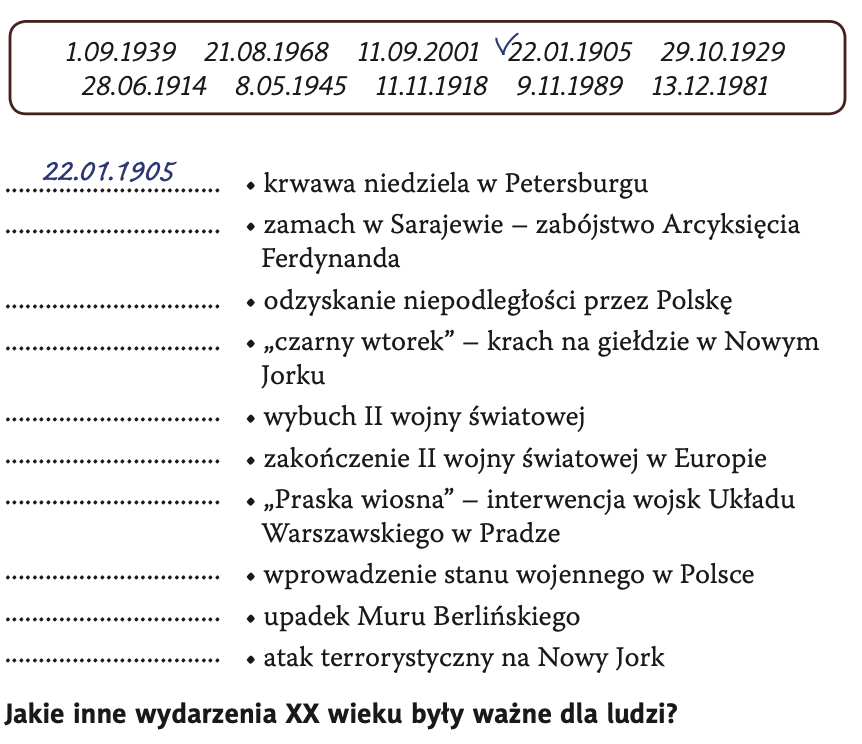 1.09.1939 21.08.1968 11.09.2001 ✓22.01.1905 29.10.1929
28.06.1914 8.05.1945 11.11.1918 9.11.1989 13.12.1981
22.01.1905 • krwawa niedziela w Petersburgu
.................................. • zamach w Sarajewie – zabójstwo Arcyksięcia
Ferdynanda
.................................. • odzyskanie niepodległości przez Polskę
.................................. • „czarny wtorek” – krach na giełdzie w Nowym
Jorku
.................................. • wybuch II wojny światowej
.................................. • zakończenie II wojny światowej w Europie
.................................. • „Praska wiosna” – interwencja wojsk Układu
Warszawskiego w Pradze
.................................. • wprowadzenie stanu wojennego w Polsce
.................................. • upadek Muru Berlińskiego
.................................. • atak terrorystyczny na Nowy Jork
Jakie inne wydarzenia XX wieku były ważne dla ludzi?